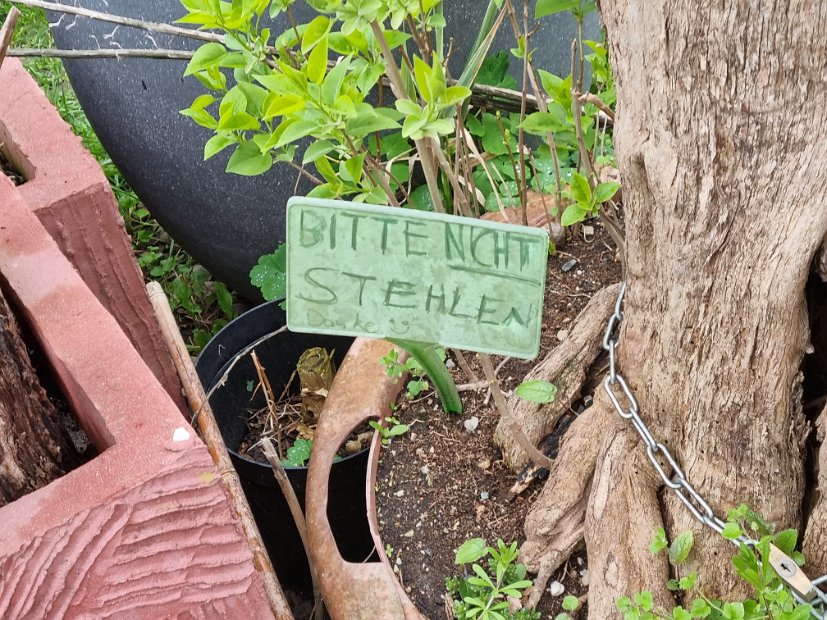 BITTE NICHT
STEHLEN
Danke